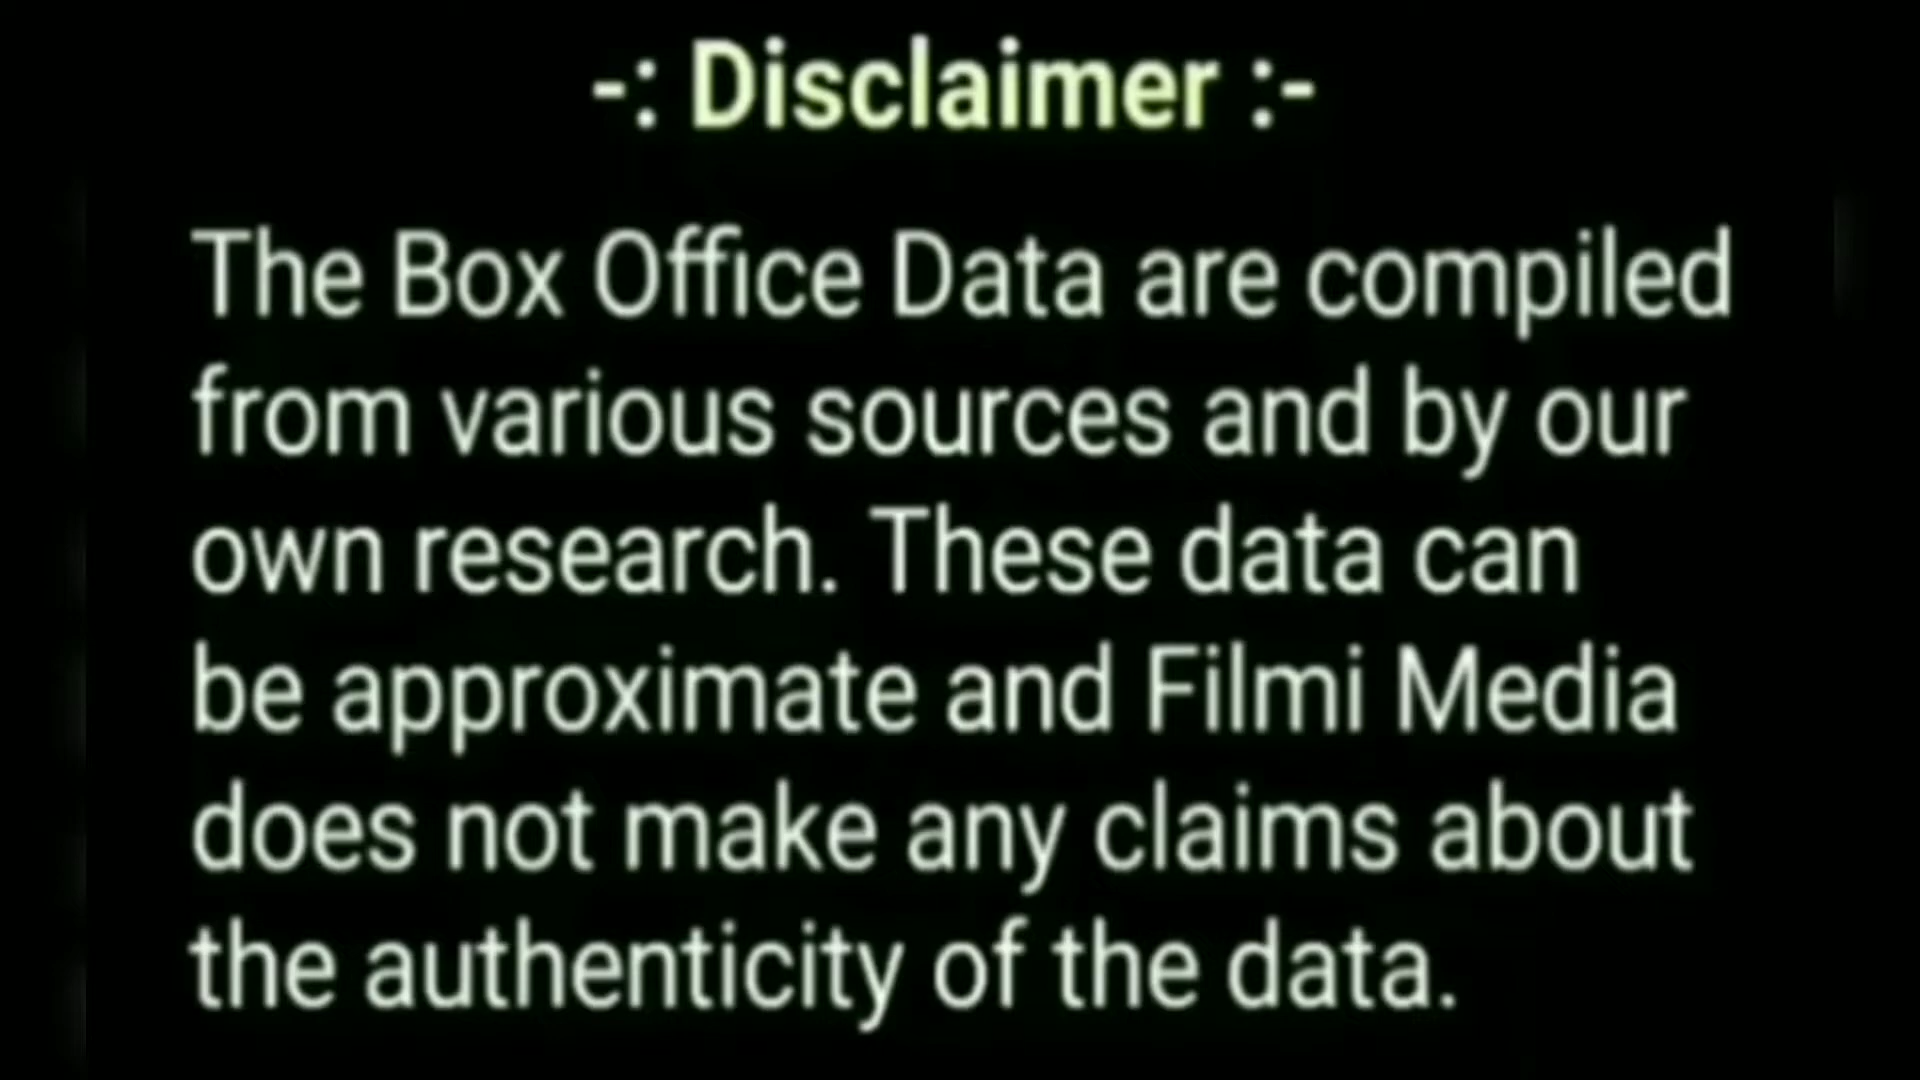 -: Disclaimer :-
The Box Office Data are compiled
from various sources and by our
own research. These data can
be approximate and Filmi Media
does not make any claims about
the authenticity of the data.